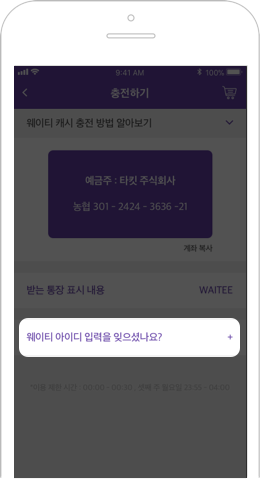 9:41 AM 100%
충전하기
웨이티 캐시 충전 방법 알아보기
예금주 : 타킷 주식회사
농협 301 - 2424 - 3636 -21
계좌 복사
받는 통장 표시 내용 WAITEE
웨이티 아이디 입력을 잊으셨나요? +